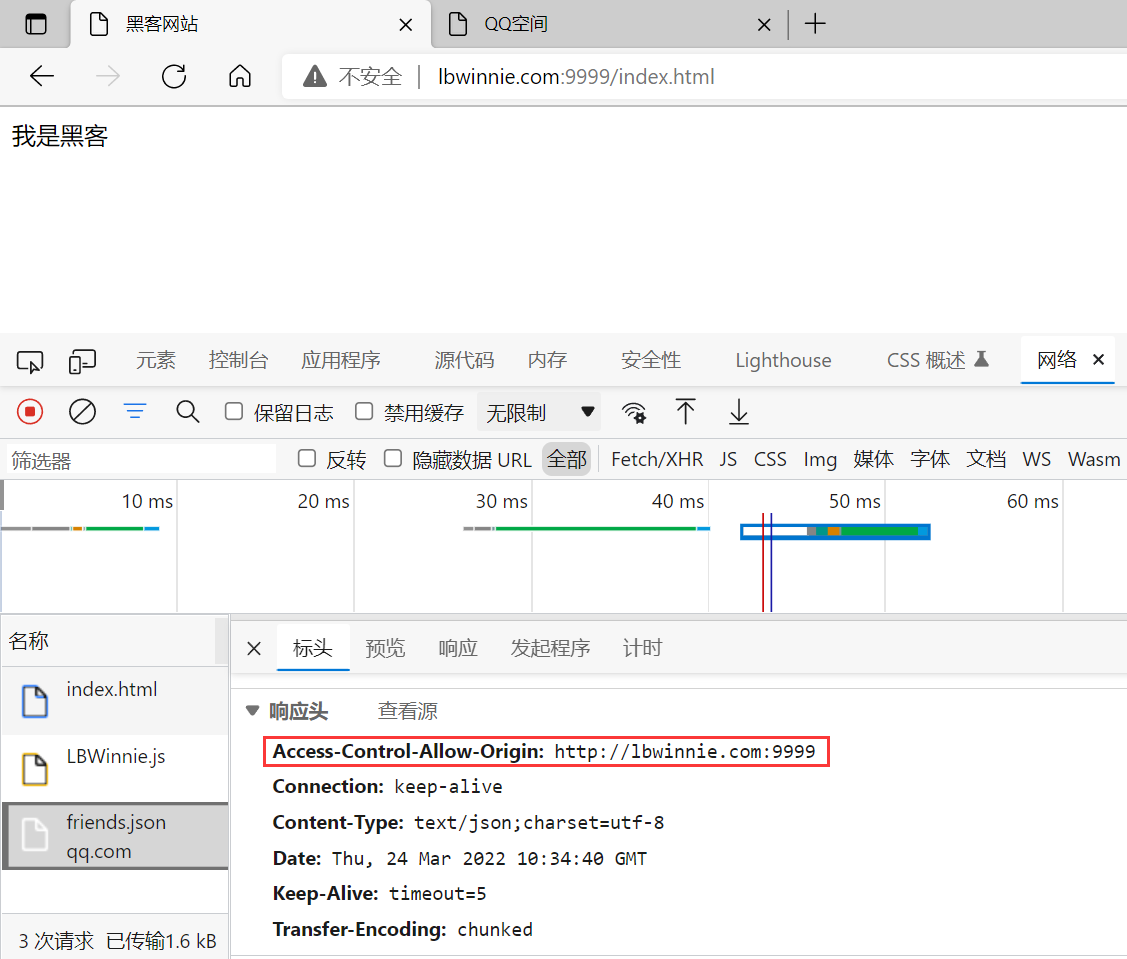 黑客网站
QQ空间
不安全 lbwinnie.com:9999/index.html
我是黑客
元素 控制台 应用程序 源代码 内存 安全性 Lighthouse CSS 概述 网络
保留日志 禁用缓存 无限制
筛选器 反转 隐藏数据 URL 全部 Fetch/XHR JS CSS Img 媒体 字体 文档 WS Wasm
10 ms 20 ms 30 ms 40 ms 50 ms 60 ms
名称
index.html
LBWinnie.js
friends.json
qq.com
3 次请求 已传输1.6 kB
标头 预览 响应 发起程序 计时
响应头 查看源
Access-Control-Allow-Origin: http://lbwinnie.com:9999
Connection: keep-alive
Content-Type: text/json;charset=utf-8
Date: Thu, 24 Mar 2022 10:34:40 GMT
Keep-Alive: timeout=5
Transfer-Encoding: chunked